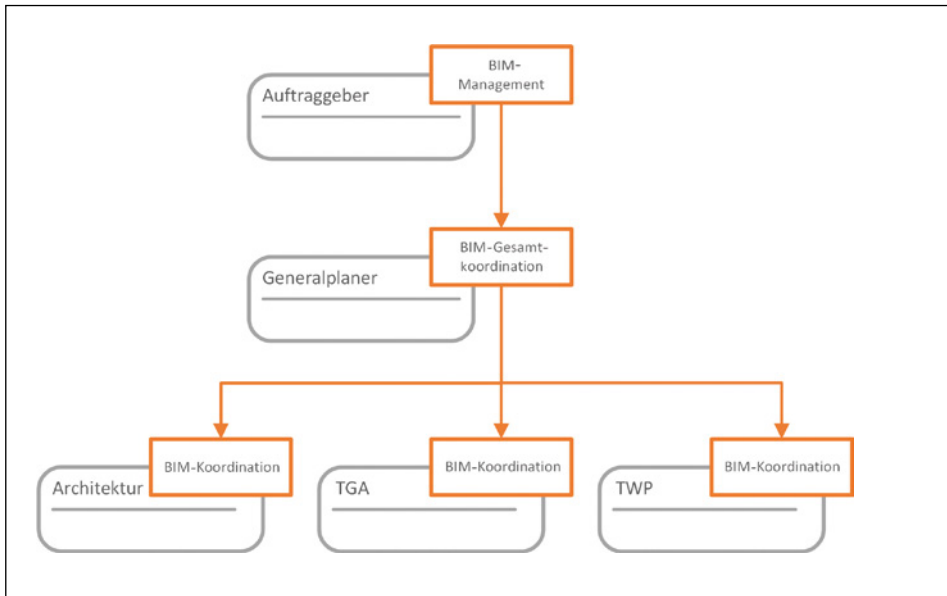 BIM-
Management
Auftraggeber
BIM-Gesamt-
koordination
Generalplaner
BIM-Koordination
Architektur
BIM-Koordination
TGA
BIM-Koordination
TWP